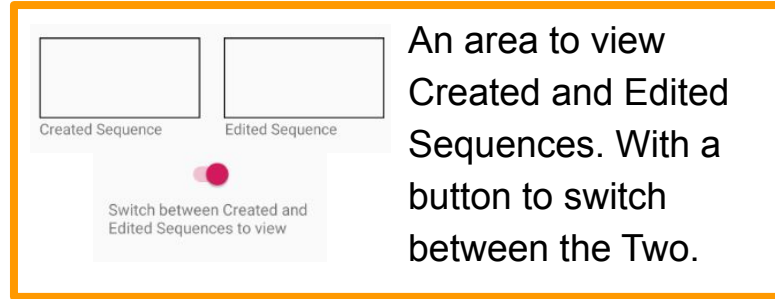 Created Sequence
Edited Sequence
Switch between Created and
Edited Sequences to view
An area to view
Created and Edited
Sequences. With a
button to switch
between the Two.